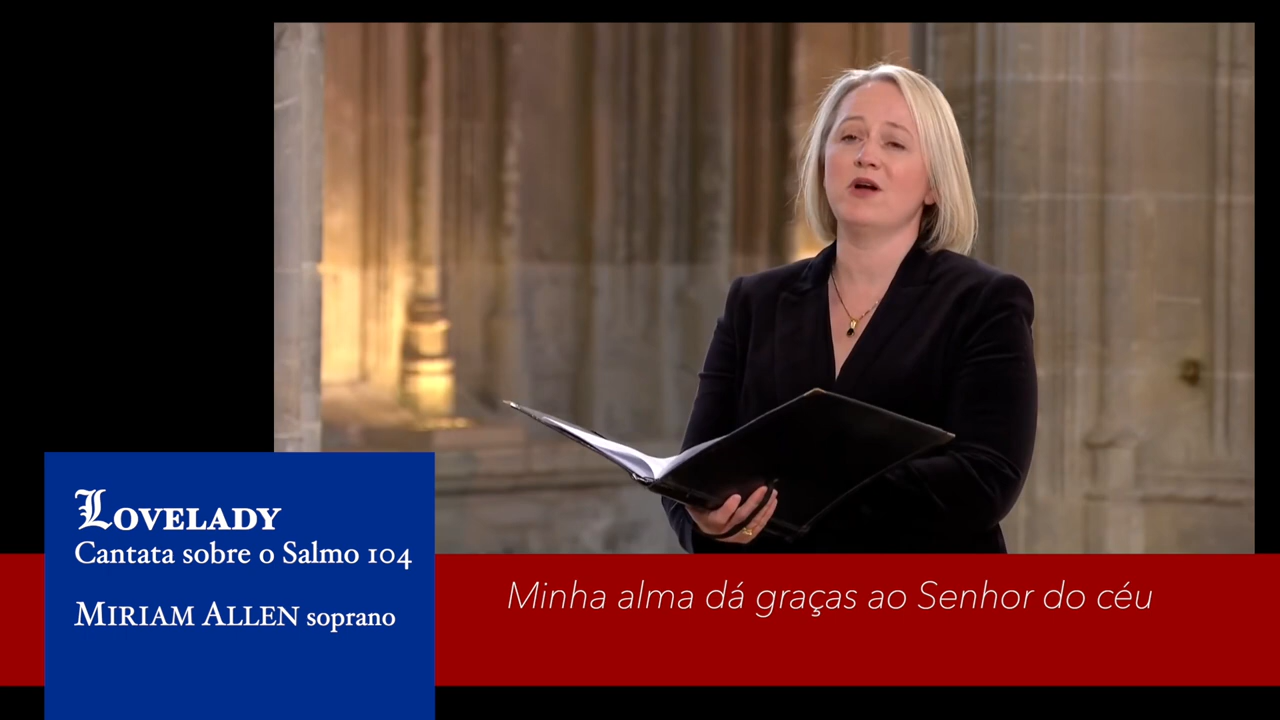 LOVELADY
Cantata sobre o Salmo 104
MIRIAM ALLEN soprano
Minha alma dá graças ao Senhor do céu